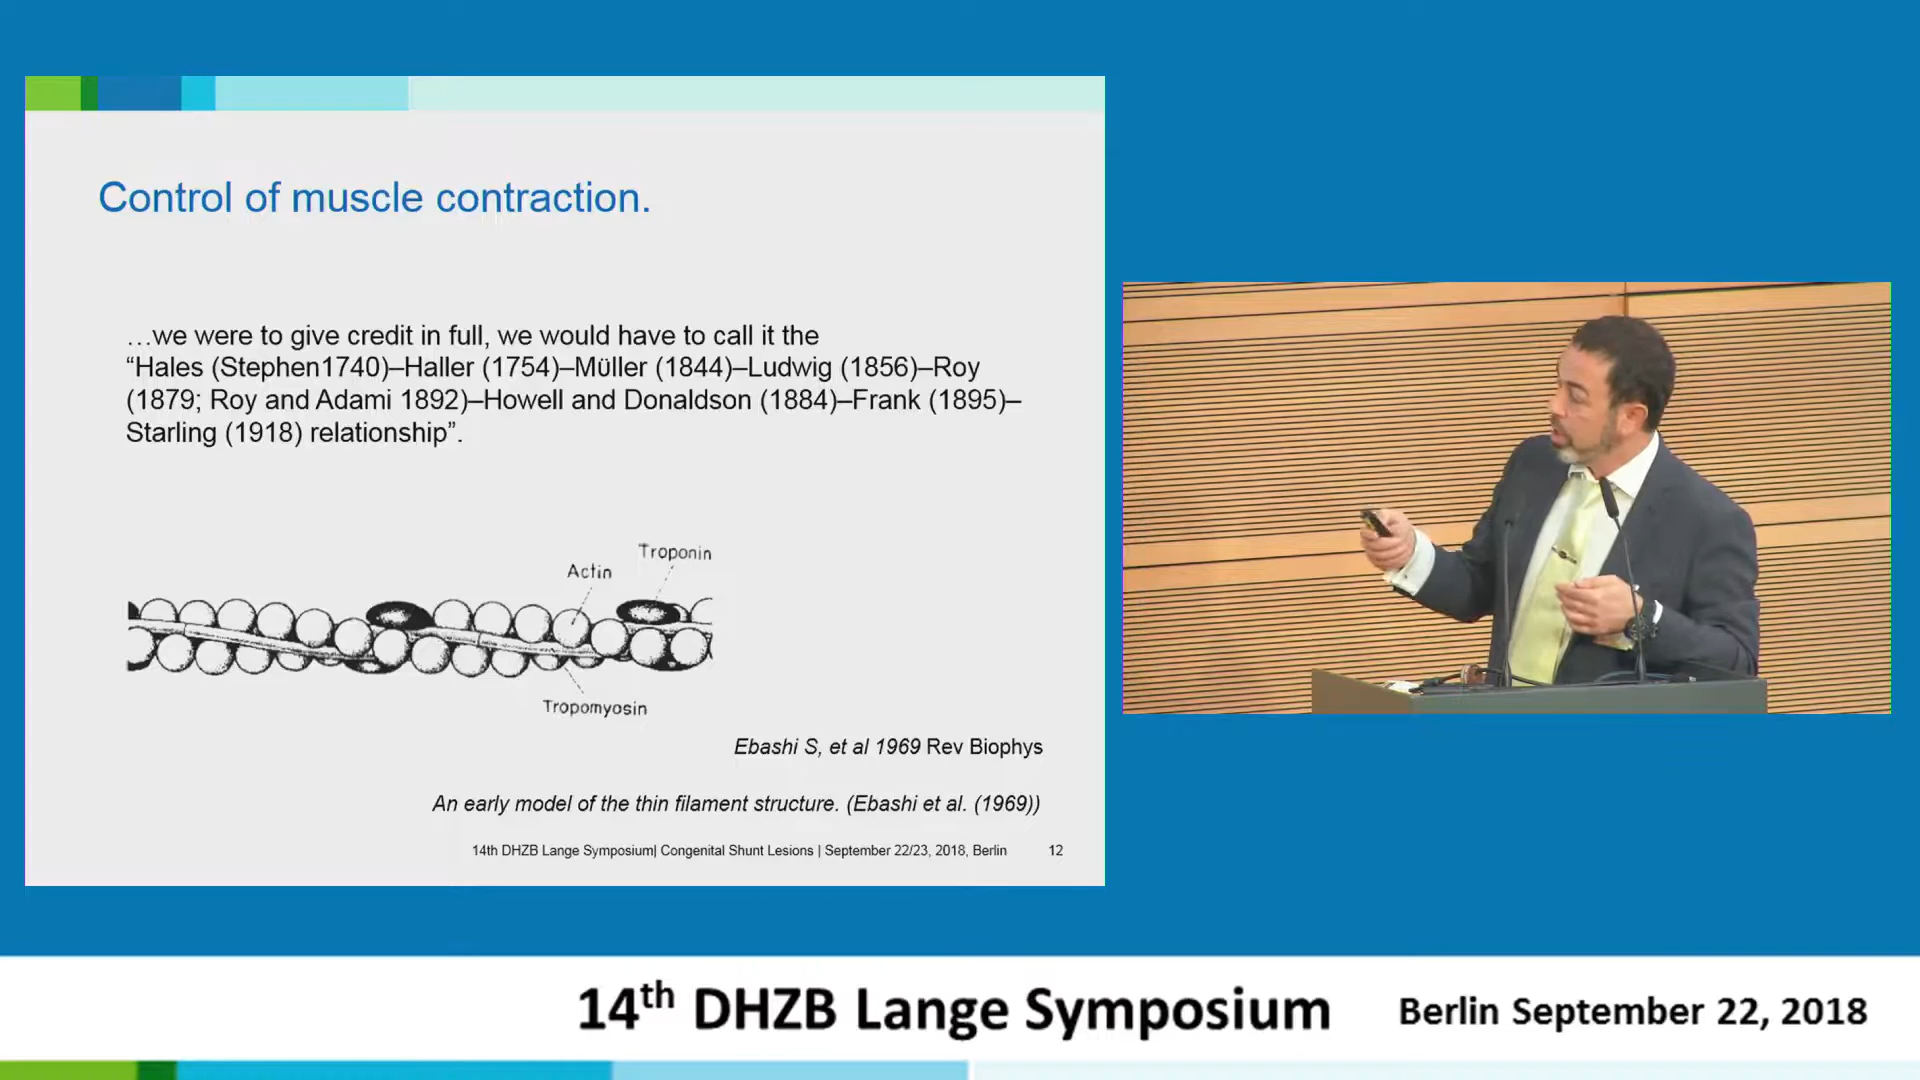 Control of muscle contraction.
…we were to give credit in full, we would have to call it the
“Hales (Stephen1740)–Haller (1754)–Müller (1844)–Ludwig (1856)–Roy
(1879; Roy and Adami 1892)–Howell and Donaldson (1884)–Frank (1895)–
Starling (1918) relationship”.
Troponin
Actin
Tropomyosin
Ebashi S, et al 1969 Rev Biophys
An early model of the thin filament structure. (Ebashi et al. (1969))
14th DHZB Lange Symposium| Congenital Shunt Lesions | September 22/23, 2018, Berlin 12
14th DHZB Lange Symposium Berlin September 22, 2018